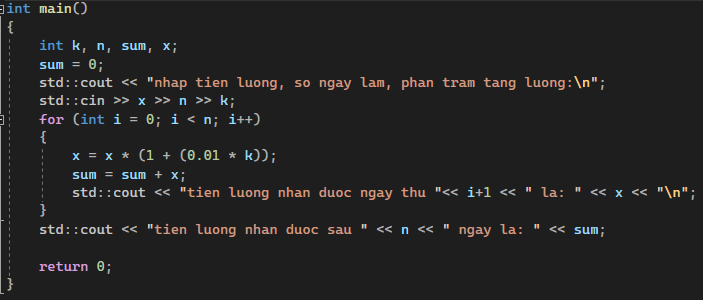 int main()
{
    int k, n, sum, x;
    sum = 0;
    std::cout << "nhap tien luong, so ngay lam, phan tram tang luong:\n";
    std::cin >> x >> n >> k;
    for (int i = 0; i < n; i++)
    {
        x = x * (1 + (0.01 * k));
        sum = sum + x;
        std::cout << "tien luong nhan duoc ngay thu "<< i+1 << " la: " << x << "\n";
    }
    std::cout << "tien luong nhan duoc sau " << n << " ngay la: " << sum;

    return 0;
}